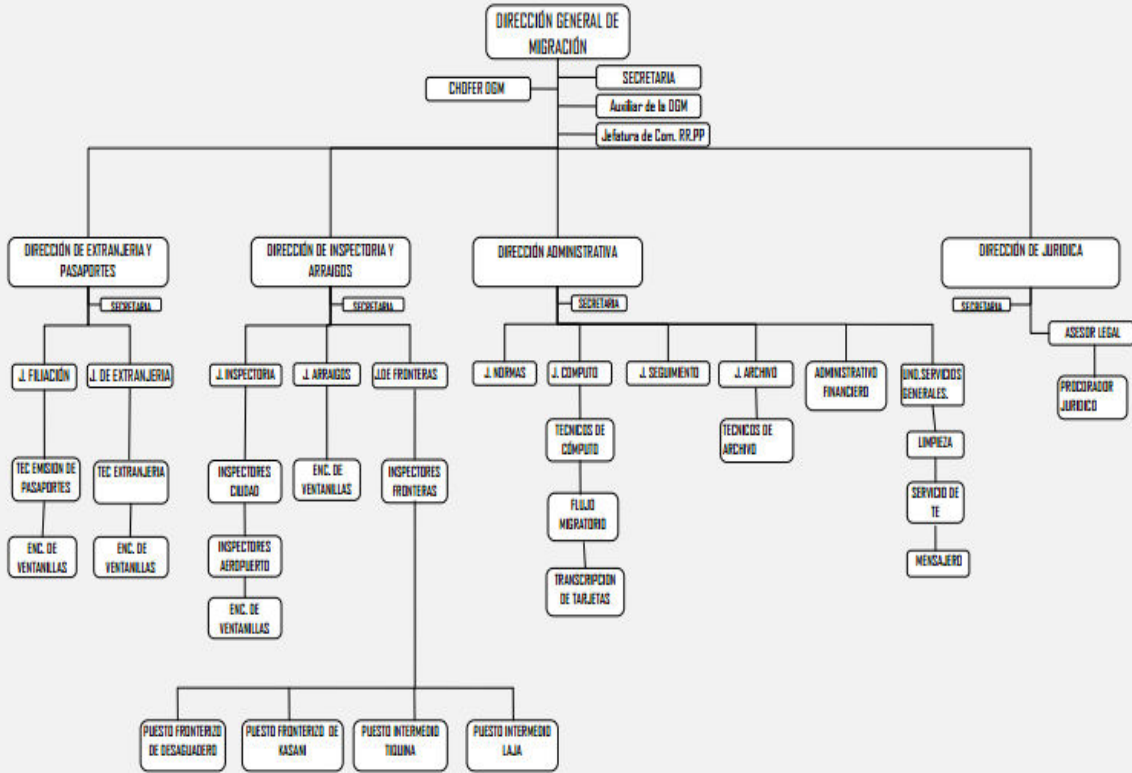 DIRECCIÓN GENERAL DE
MIGRACIÓN
CHOFER DGM
SECRETARIA
Auxiliar de la DGM
Jefatura de Com. RR.PP
DIRECCIÓN DE EXTRANJERIA Y
PASAPORTES
SECRETARIA
DIRECCIÓN DE INSPECTORIA Y
ARRAIGOS
SECRETARIA
DIRECCIÓN ADMINISTRATIVA
SECRETARIA
DIRECCIÓN DE JURIDICA
SECRETARIA
ASESOR LEGAL
PROCORADOR
JURIDICO
J. FILIACIÓN
J. DE EXTRANJERIA
J. INSPECTORIA
J. ARRAIGOS
J.DE FRONTERAS
J. NORMAS
J. COMPUTO
J. SEGUIMIENTO
J. ARCHIVO
ADMINISTRATIVO
FINANCIERO
UND.SERVICIOS
GENERALES.
TECNICOS DE
CÓMPUTO
TECNICOS DE
ARCHIVO
LIMPIEZA
TEC EMISIÓN DE
PASAPORTES
TEC EXTRANJERIA
INSPECTORES
CIUDAD
ENC. DE
VENTANILLAS
INSPECTORES
FRONTERAS
FLUJO
MIGRATORIO
SERVICIO DE
TE
ENC. DE
VENTANILLAS
ENC. DE
VENTANILLAS
INSPECTORES
AEROPUERTO
TRANSCRIPCION
DE TARJETAS
MENSAJERO
ENC. DE
VENTANILLAS
PUESTO FRONTERIZO
DE DESAGUADERO
PUESTO FRONTERIZO DE
KASANI
PUESTO INTERMEDIO
TIQUINA
PUESTO INTERMEDIO
LAJA